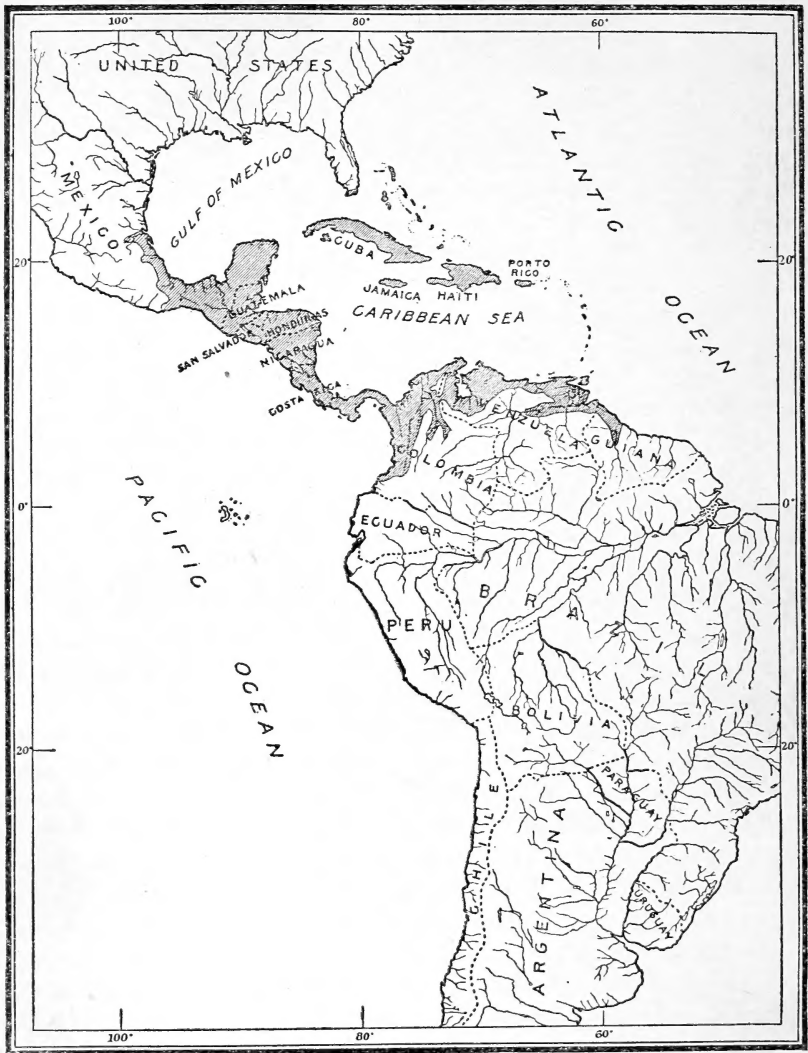 100° 80° 60°
UNITED STATES
ATLANTIC
OCEAN
MEXICO
GULF OF MEXICO
CUBA
PORTO
RICO
20° 20°
JAMAICA HAITI
GUATEMALA
CARIBBEAN SEA
HONDURAS
SAN SALVADOR
NICARAGUA
COSTA RICA
VENEZUELA
GUIANA
COLOMBIA
PACIFIC
OCEAN
0° 0°
ECUADOR
BRAZ
PERU
BOLIVIA
20° 20°
PARAGUAY
CHILE
ARGENTINA
URUGUAY
100° 80° 60°